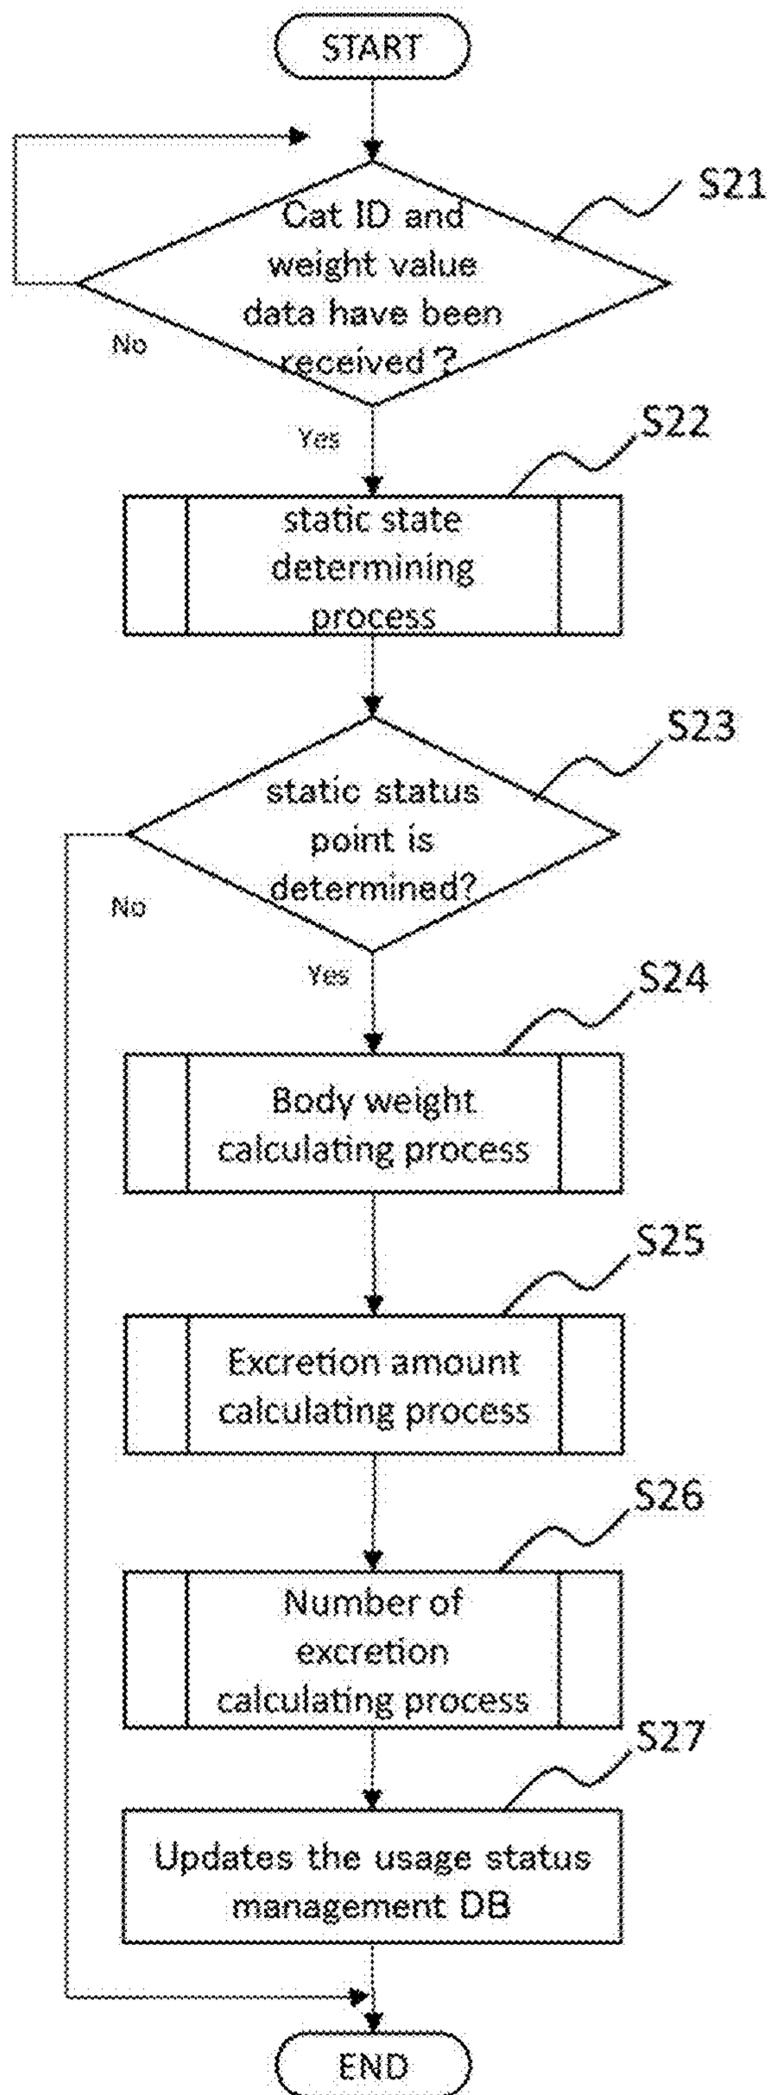 START
S21
Cat ID and
weight value
data have been
received?
No
Yes
S22
static state
determining
process
S23
static status
point is
determined?
No
Yes
S24
Body weight
calculating process
S25
Excretion amount
calculating process
S26
Number of
excretion
calculating process
S27
Updates the usage status
management DB
END